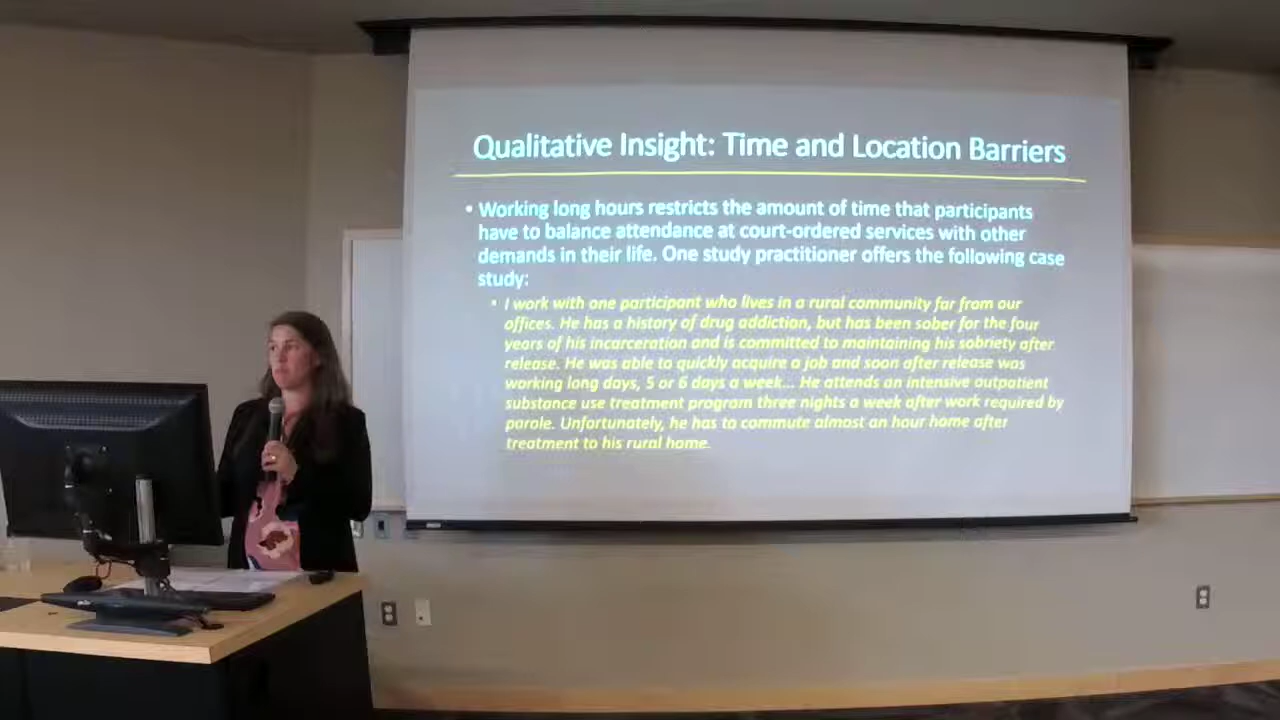 Qualitative Insight: Time and Location Barriers
• Working long hours restricts the amount of time that participants
have to balance attendance at court-ordered services with other
demands in their life. One study practitioner offers the following case
study:
• I work with one participant who lives in a rural community far from our
offices. He has a history of drug addiction, but has been sober for the four
years of his incarceration and is committed to maintaining his sobriety after
release. He was able to quickly acquire a job and soon after release was
working long days, 5 or 6 days a week... He attends an intensive outpatient
substance use treatment program three nights a week after work required by
parole. Unfortunately, he has to commute almost an hour home after
treatment to his rural home.